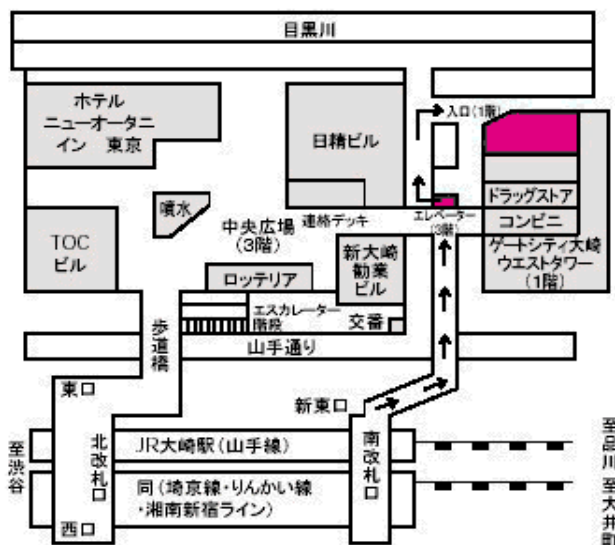 目黒川
ホテル
ニューオータニ
イン 東京
日精ビル
入口(1階)
ドラッグストア
コンビニ
ゲートシティ大崎
ウエストタワー
(1階)
噴水
TOC
ビル
中央広場
(3階)
連絡デッキ
エレベーター
(3階)
新大崎
勧業
ビル
ロッテリア
エスカレーター
階段
交番
歩道橋
山手通り
東口
新東口
至渋谷
北改札口
JR大崎駅(山手線)
南改札口
至品川
同(埼京線・りんかい線
・湘南新宿ライン)
西口
至大井町